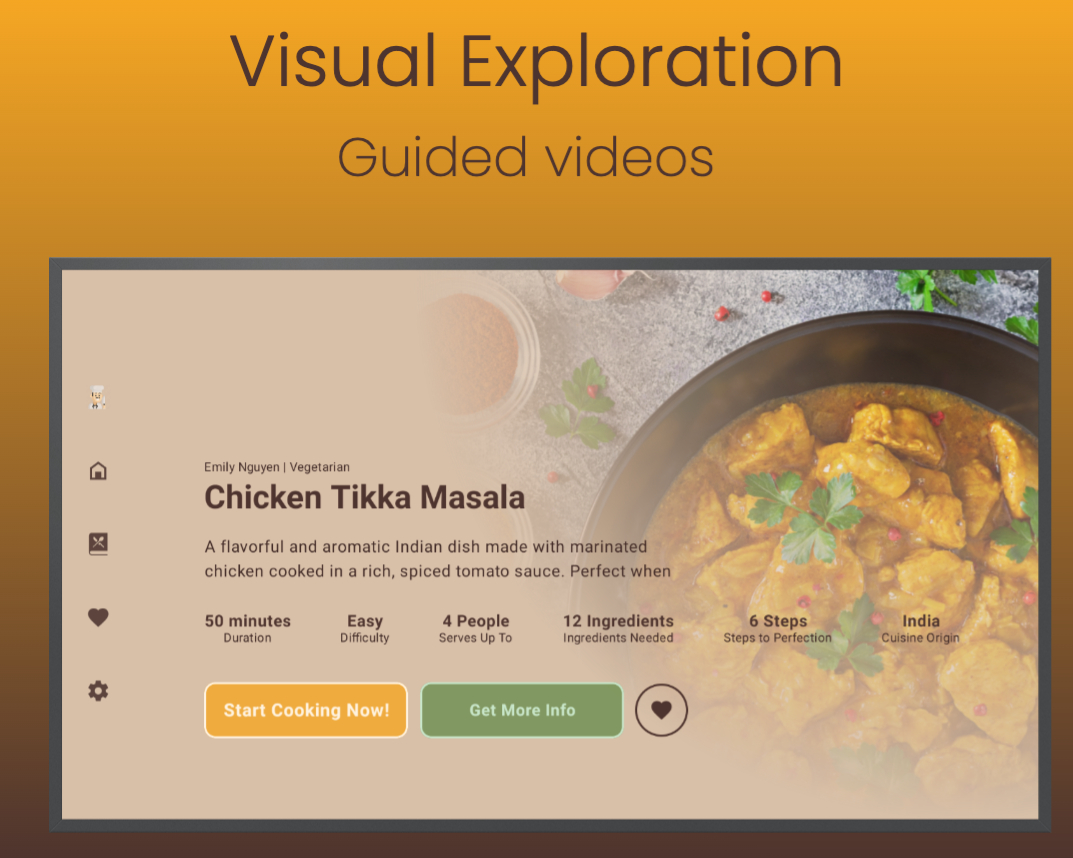 Visual Exploration
Guided videos
Emily Nguyen | Vegetarian
Chicken Tikka Masala
A flavorful and aromatic Indian dish made with marinated
chicken cooked in a rich, spiced tomato sauce. Perfect when
50 minutes Easy 4 People 12 Ingredients 6 Steps India
Duration Difficulty Serves Up To Ingredients Needed Steps to Perfection Cuisine Origin
Start Cooking Now! Get More Info